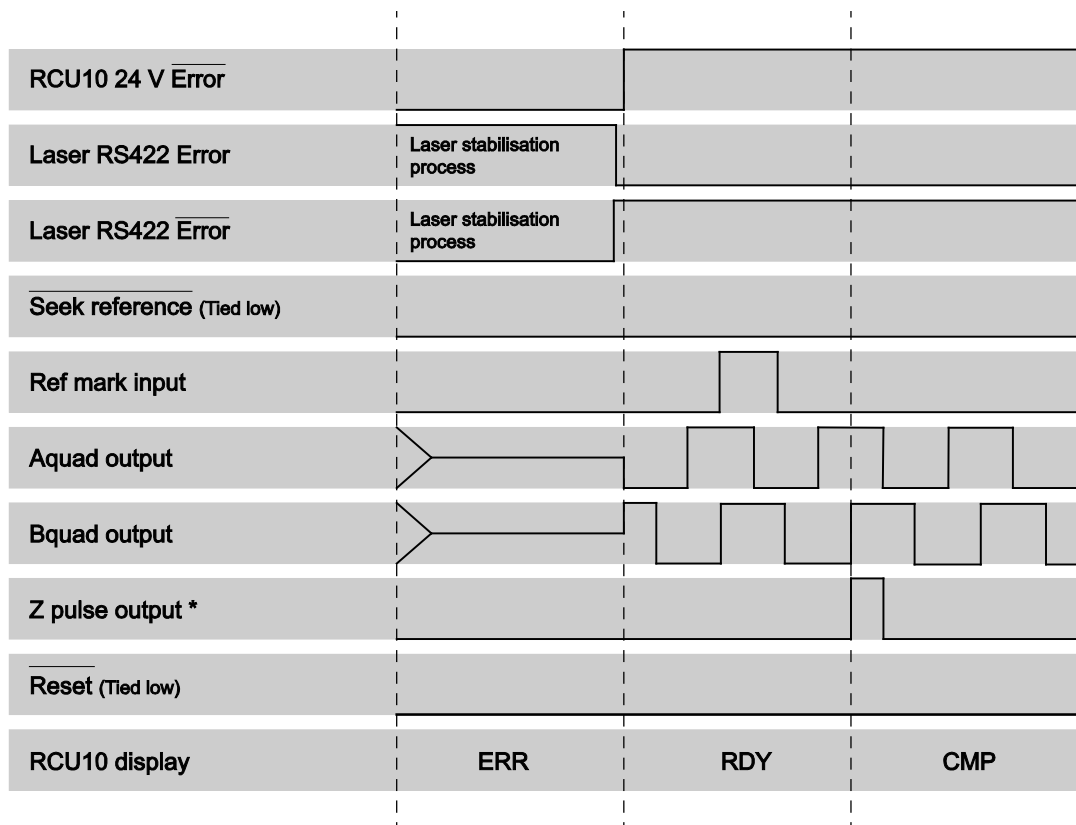 RCU10 24 V Error
Laser RS422 Error
Laser stabilisation
process
Laser RS422 Error
Laser stabilisation
process
Seek reference (Tied low)
Ref mark input
Aquad output
Bquad output
Z pulse output *
Reset (Tied low)
RCU10 display ERR RDY CMP